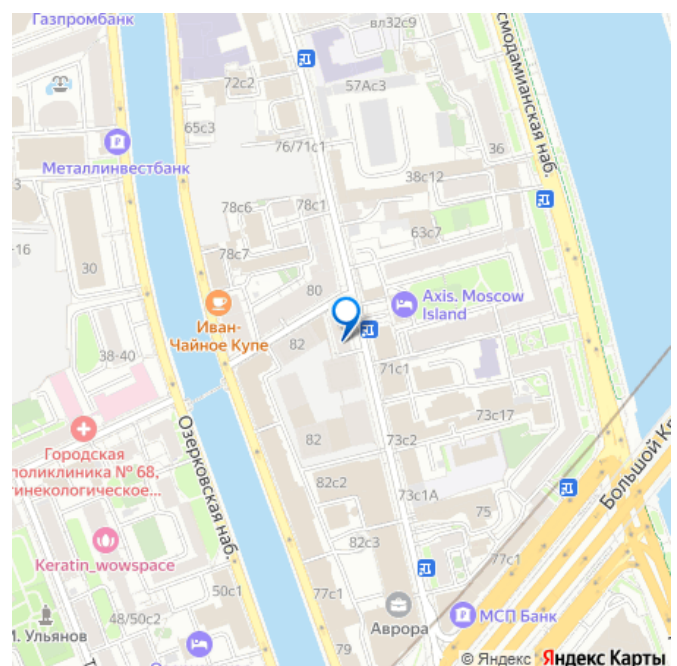 Газпромбанк
вл32с9
смодамианская наб.
72с2
57Ас3
65с3
Металлинвестбанк
76/71с1
36
38с12
-16
78с6
78с1
63с7
78с7
30
80
Axis. Moscow
Island
Иван-
Чайное Купе
82
38-40
71с1
Городская
поликлиника № 68,
гинекологическое...
82
73с2
73с17
Большой Кр
Озерковская наб.
82с2
73с1А
75
Keratin_wowspace
82с3
77с1
50с1
77с1
48/50с2
И. Ульянов
Аврора
МСП Банк
79
© Яндекс Яндекс Карты